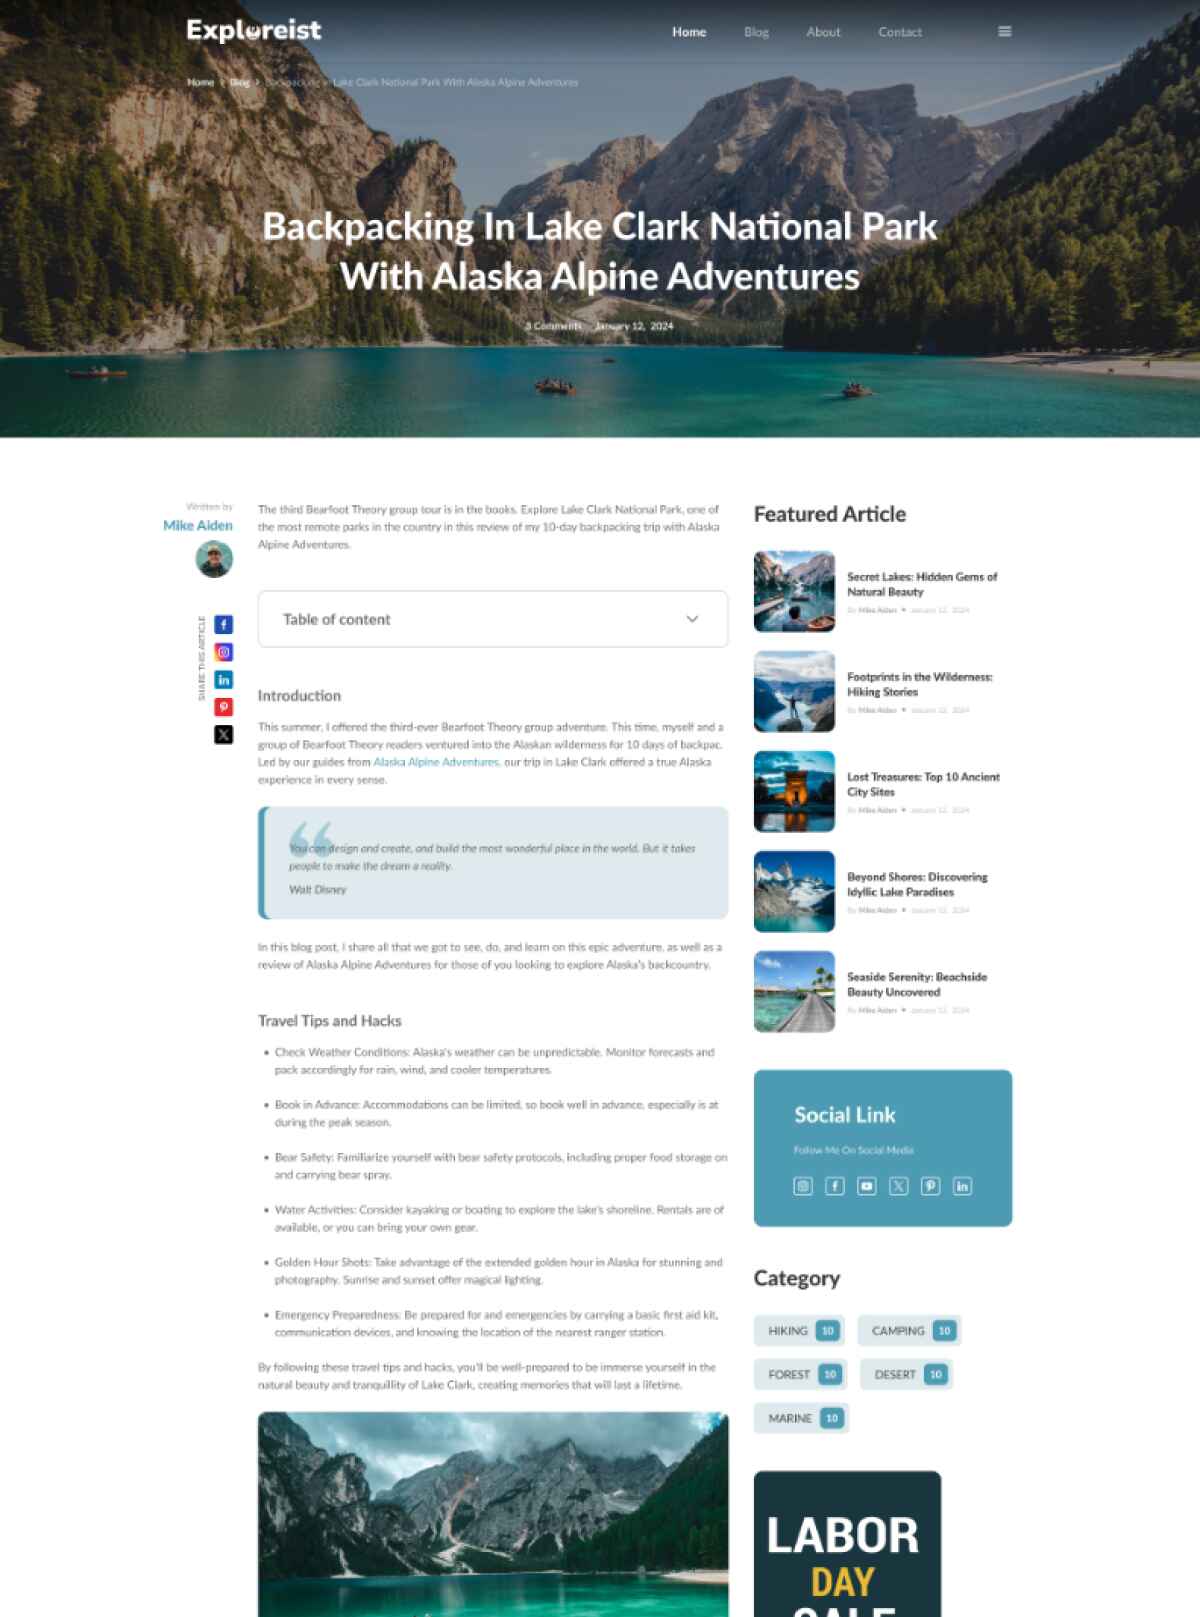 Exploreist
Home Blog About Contact
Home > Blog > Backpacking in Lake Clark National Park With Alaska Alpine Adventures
Backpacking In Lake Clark National Park
With Alaska Alpine Adventures
3 Comments January 12, 2024
Written by
Mike Aiden
SHARE THIS ARTICLE
The third Bearfoot Theory group tour is in the books. Explore Lake Clark National Park, one of
the most remote parks in the country in this review of my 10-day backpacking trip with Alaska
Alpine Adventures.
Table of content
Introduction
This summer, I offered the third-ever Bearfoot Theory group adventure. This time, myself and a
group of Bearfoot Theory readers ventured into the Alaskan wilderness for 10 days of backpac.
Led by our guides from Alaska Alpine Adventures, our trip in Lake Clark offered a true Alaska
experience in every sense.
You can design and create, and build the most wonderful place in the world. But it takes
people to make the dream a reality.
Walt Disney
In this blog post, I share all that we got to see, do, and learn on this epic adventure, as well as a
review of Alaska Alpine Adventures for those of you looking to explore Alaska's backcountry.
Travel Tips and Hacks
• Check Weather Conditions: Alaska's weather can be unpredictable. Monitor forecasts and
pack accordingly for rain, wind, and cooler temperatures.
• Book in Advance: Accommodations can be limited, so book well in advance, especially is at
during the peak season.
• Bear Safety: Familiarize yourself with bear safety protocols, including proper food storage on
and carrying bear spray.
• Water Activities: Consider kayaking or boating to explore the lake's shoreline. Rentals are of
available, or you can bring your own gear.
• Golden Hour Shots: Take advantage of the extended golden hour in Alaska for stunning and
photography. Sunrise and sunset offer magical lighting.
• Emergency Preparedness: Be prepared for and emergencies by carrying a basic first aid kit,
communication devices, and knowing the location of the nearest ranger station.
By following these travel tips and hacks, you'll be well-prepared to be immerse yourself in the
natural beauty and tranquillity of Lake Clark, creating memories that will last a lifetime.
Featured Article
Secret Lakes: Hidden Gems of
Natural Beauty
By Mike Aiden • January 12, 2024
Footprints in the Wilderness:
Hiking Stories
By Mike Aiden • January 12, 2024
Lost Treasures: Top 10 Ancient
City Sites
By Mike Aiden • January 12, 2024
Beyond Shores: Discovering
Idyllic Lake Paradises
By Mike Aiden • January 12, 2024
Seaside Serenity: Beachside
Beauty Uncovered
By Mike Aiden • January 12, 2024
Social Link
Follow Me On Social Media
Category
HIKING 10 CAMPING 10
FOREST 10 DESERT 10
MARINE 10
LABOR
DAY
SALE